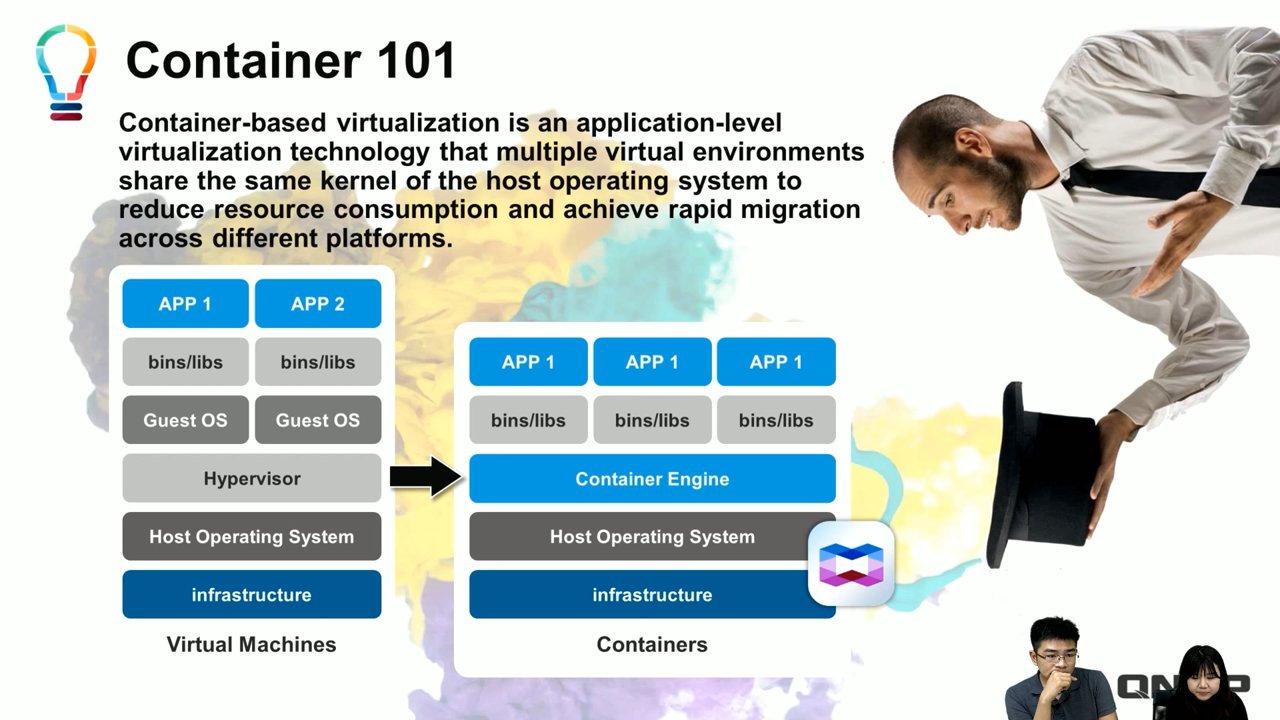 Container 101
Container-based virtualization is an application-level
virtualization technology that multiple virtual environments
share the same kernel of the host operating system to
reduce resource consumption and achieve rapid migration
across different platforms.
APP 1
APP 2
bins/libs
bins/libs
Guest OS
Guest OS
Hypervisor
Host Operating System
infrastructure
Virtual Machines
APP 1
APP 1
APP 1
bins/libs
bins/libs
bins/libs
Container Engine
Host Operating System
infrastructure
Containers